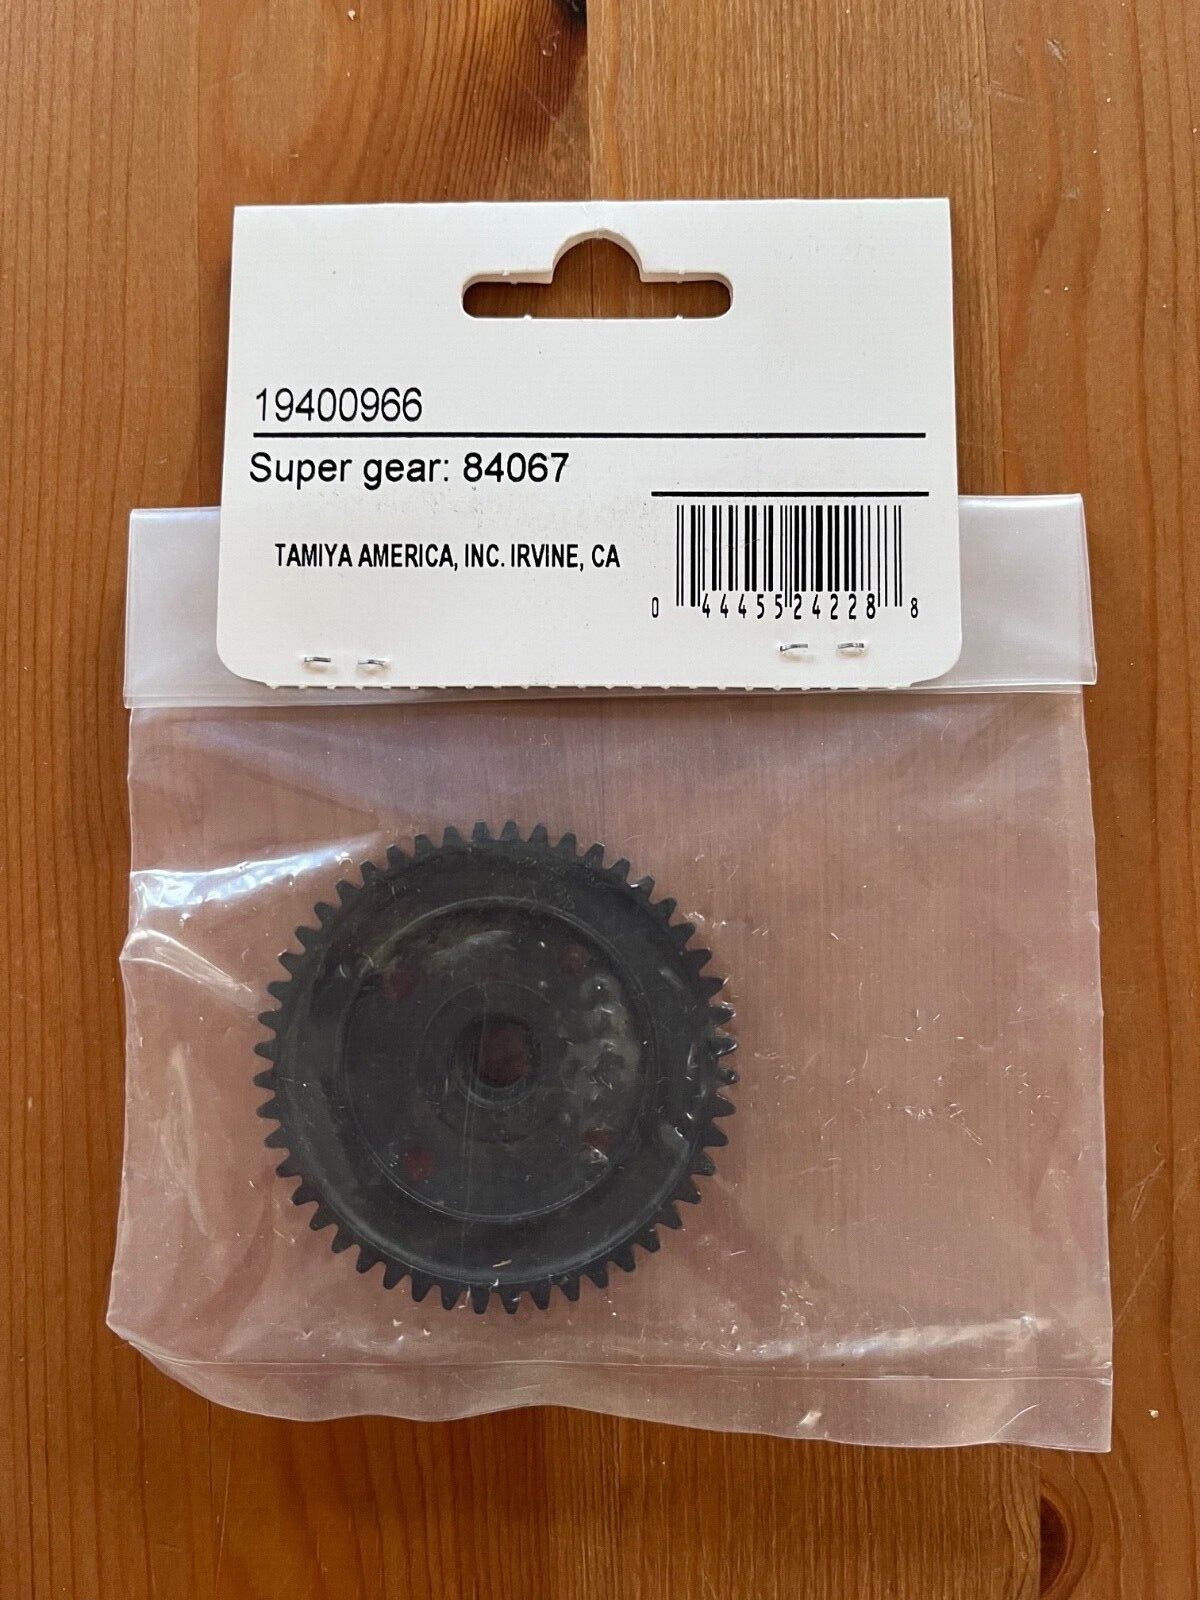 19400966
Super gear: 84067
TAMIYA AMERICA, INC. IRVINE, CA
0 44455 24228 8